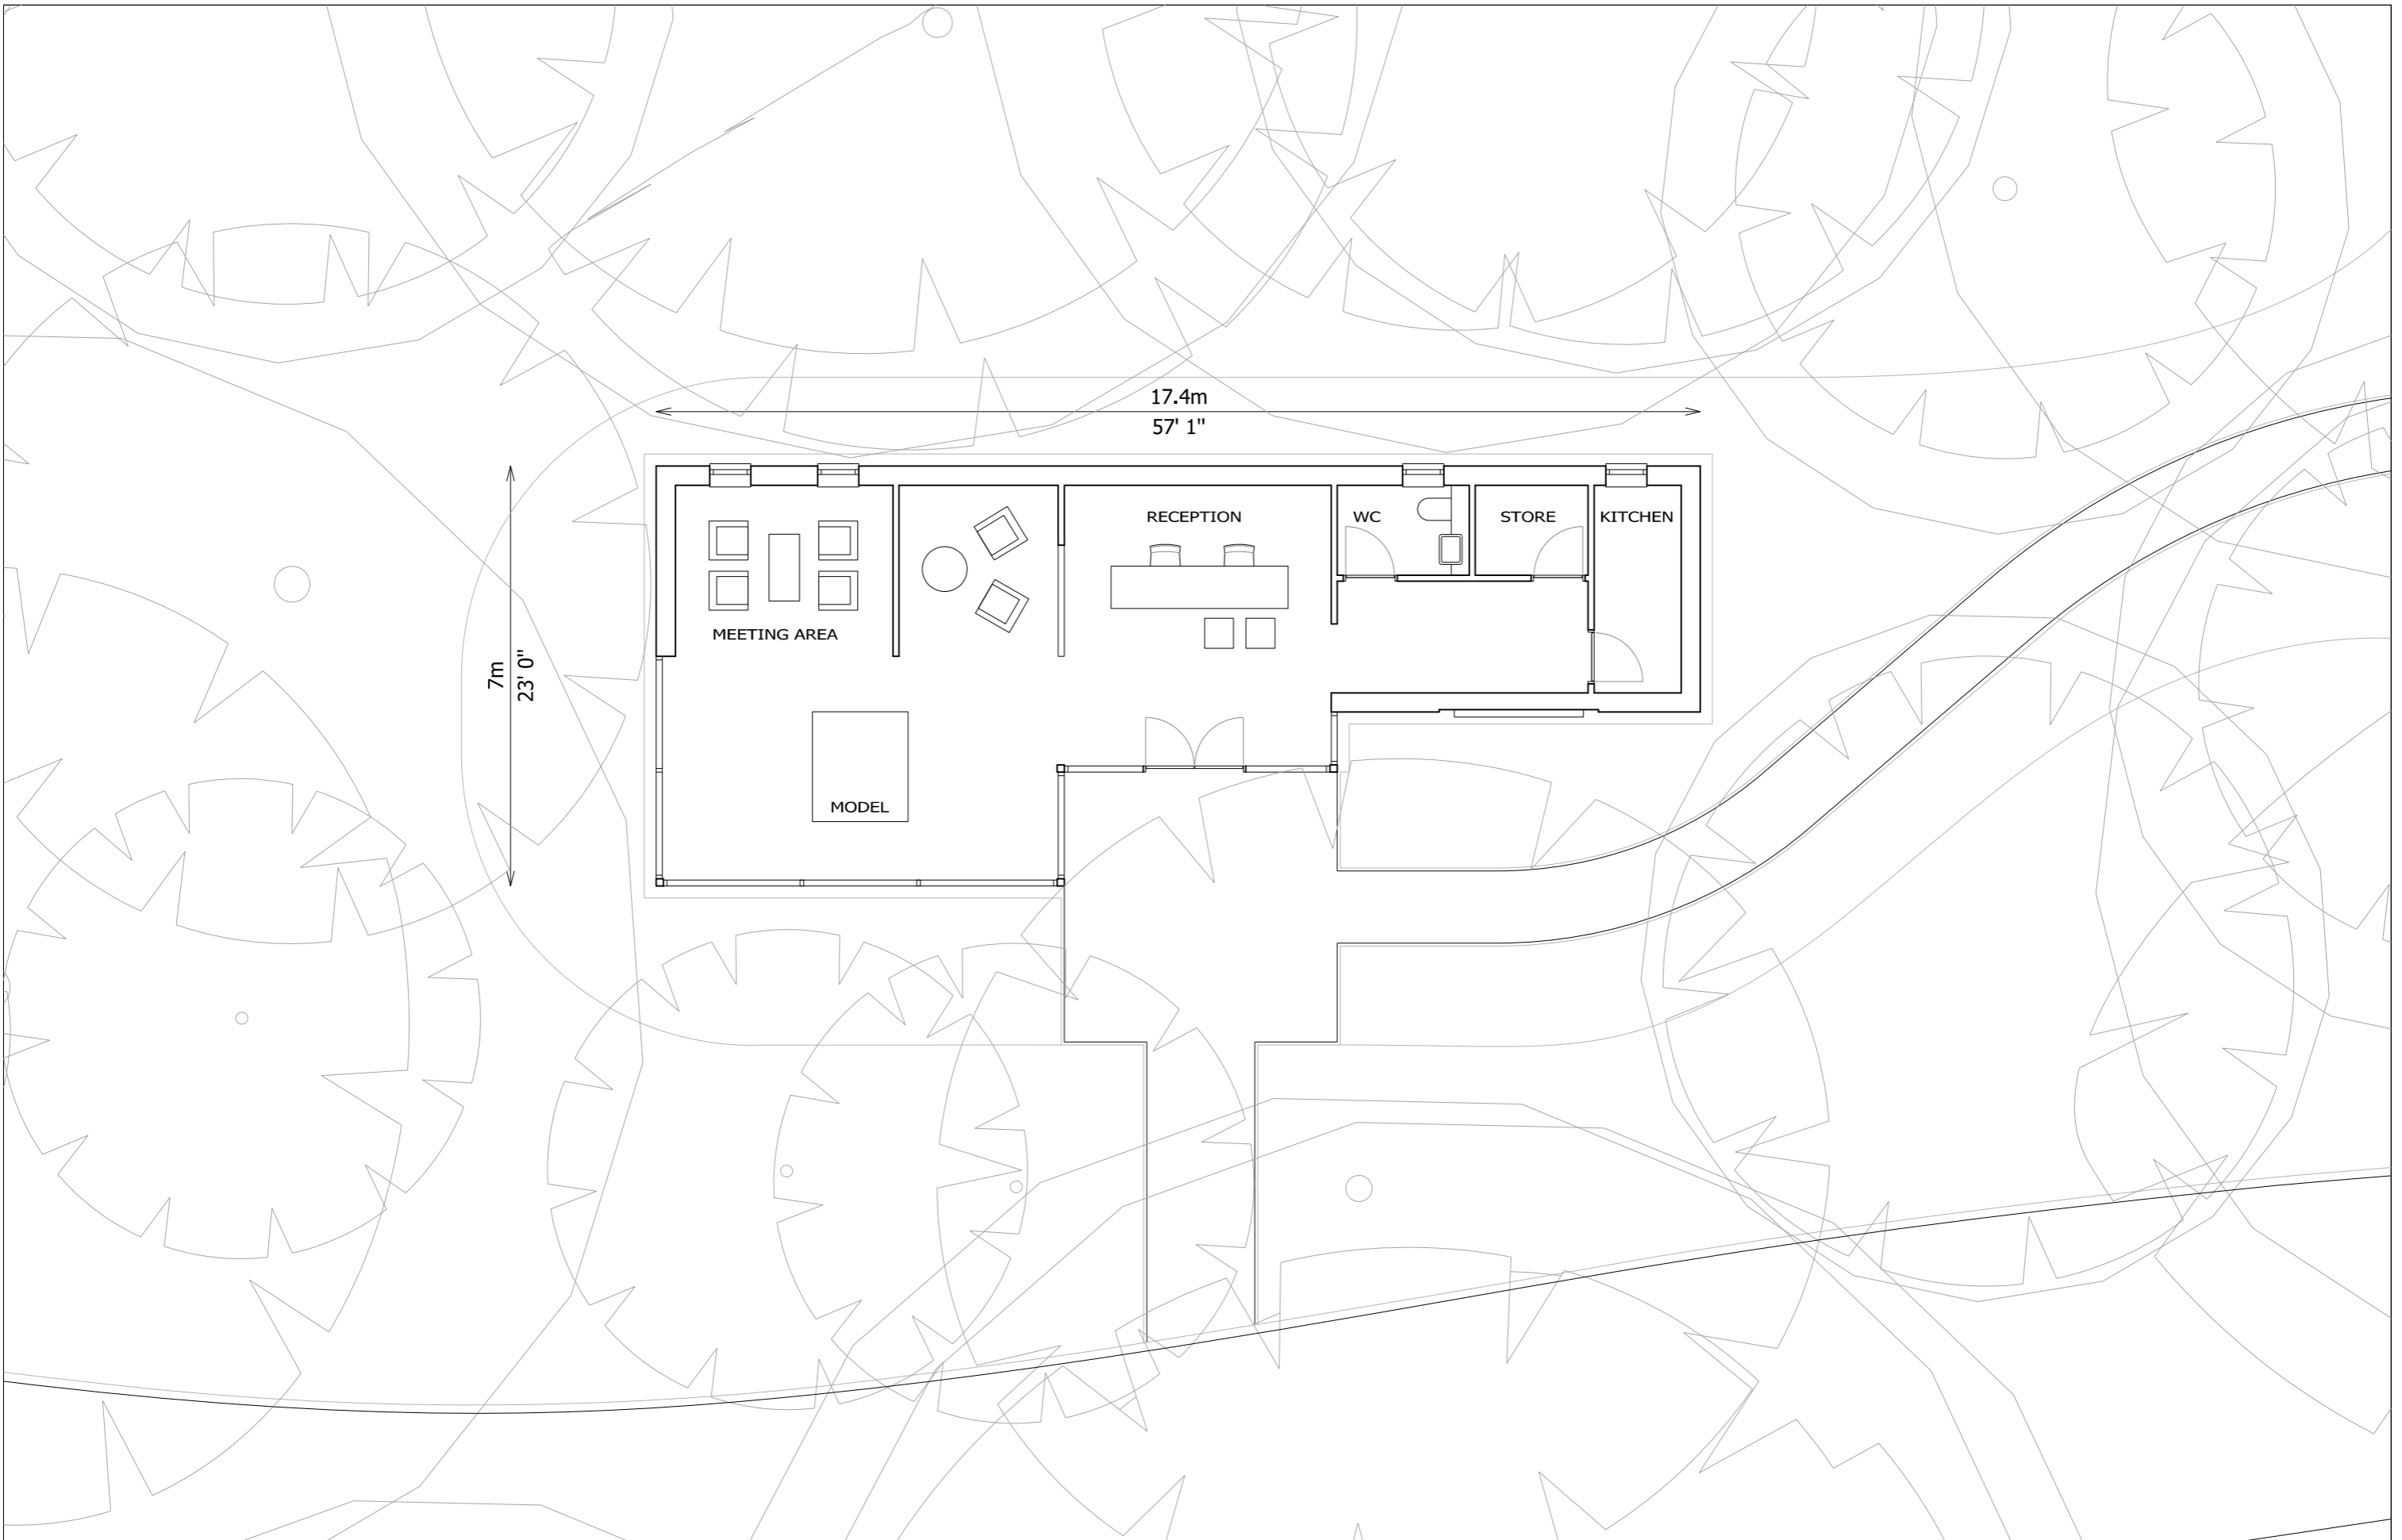 17.4m
57' 1"
RECEPTION
WC
STORE
KITCHEN
MEETING AREA
7m
23' 0"
MODEL